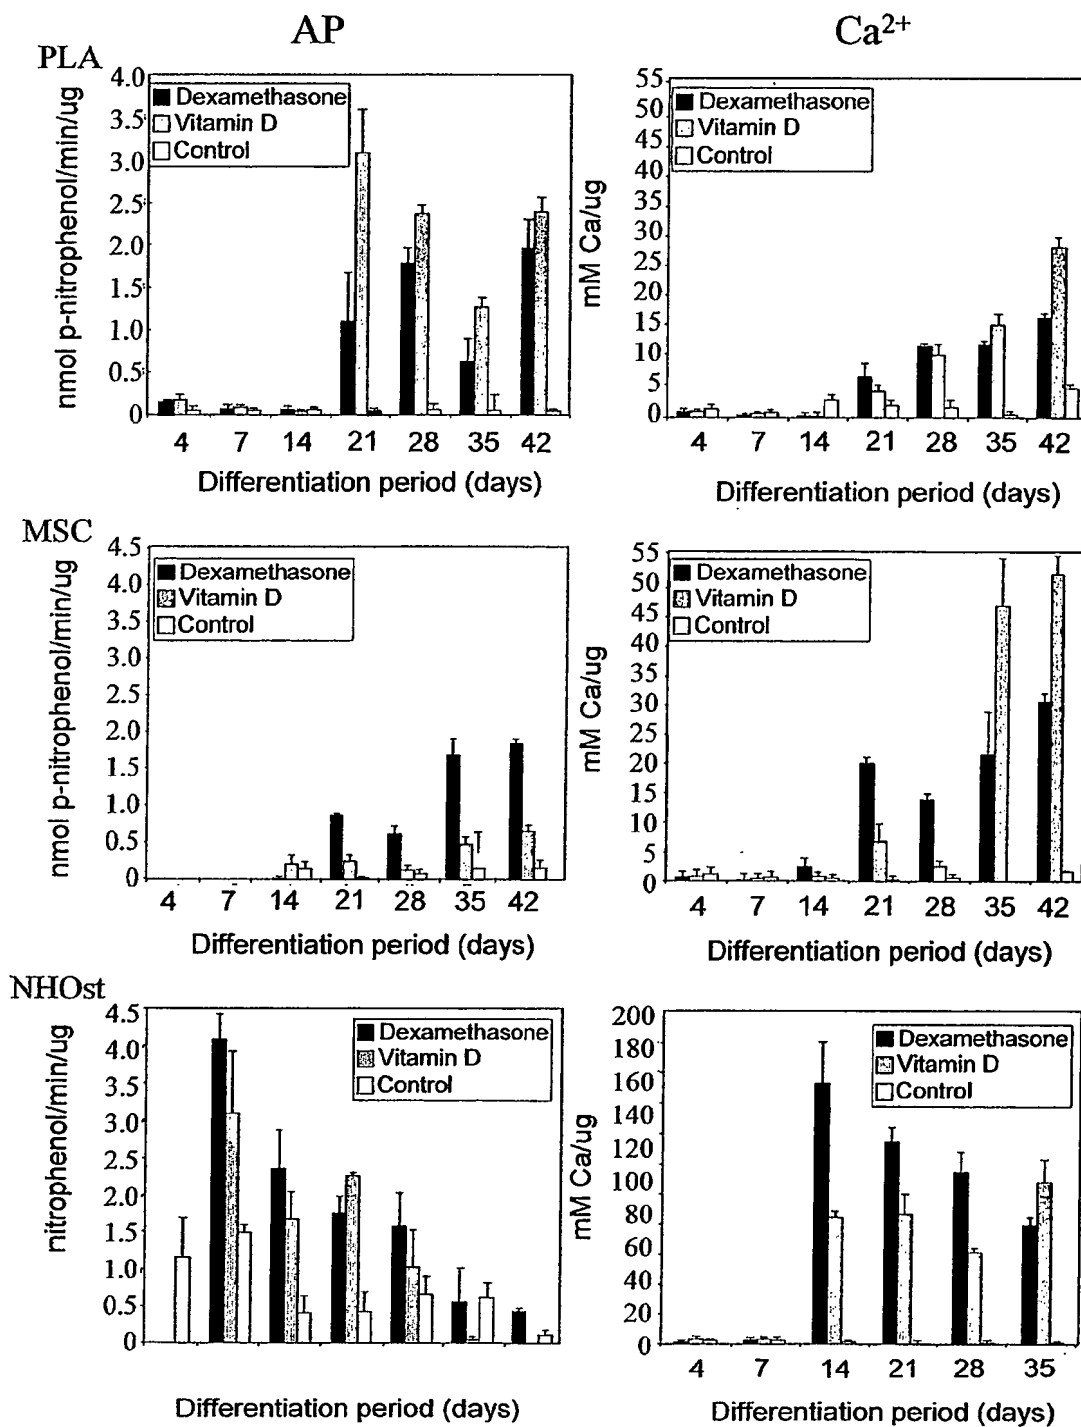 AP
Ca2+
PLA
nmol p-nitrophenol/min/ug
4.0
3.5
3.0
2.5
2.0
1.5
1.0
0.5
0
Dexamethasone
Vitamin D
Control
4 7 14 21 28 35 42
Differentiation period (days)
mM Ca/ug
55
50
45
40
35
30
25
20
15
10
5
0
Dexamethasone
Vitamin D
Control
4 7 14 21 28 35 42
Differentiation period (days)
MSC
nmol p-nitrophenol/min/ug
4.5
4.0
3.5
3.0
2.5
2.0
1.5
1.0
0.5
0
Dexamethasone
Vitamin D
Control
4 7 14 21 28 35 42
Differentiation period (days)
mM Ca/ug
55
50
45
40
35
30
25
20
15
10
5
0
Dexamethasone
Vitamin D
Control
4 7 14 21 28 35 42
Differentiation period (days)
NHOst
nitrophenol/min/ug
4.5
4.0
3.5
3.0
2.5
2.0
1.5
1.0
0.5
0
Dexamethasone
Vitamin D
Control
Differentiation period (days)
mM Ca/ug
200
180
160
140
120
100
80
60
40
20
0
Dexamethasone
Vitamin D
Control
4 7 14 21 28 35
Differentiation period (days)